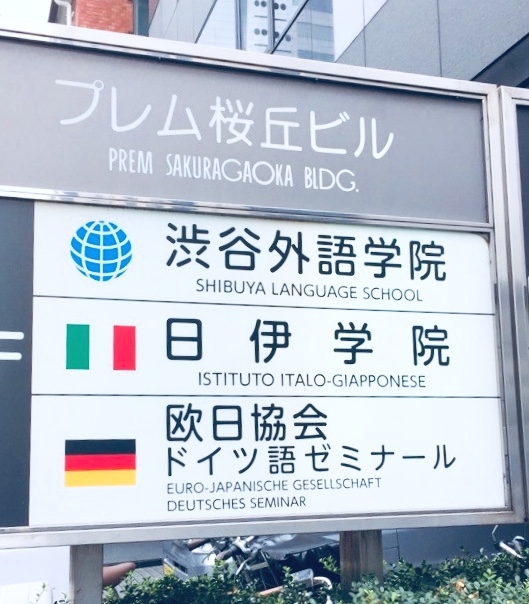 プレム桜丘ビル
PREM SAKURAGAOKA BLDG.
渋谷外語学院
SHIBUYA LANGUAGE SCHOOL
日伊学院
ISTITUTO ITALO-GIAPPONESE
欧日協会
ドイツ語ゼミナール
EURO-JAPANISCHE GESELLSCHAFT
DEUTSCHES SEMINAR